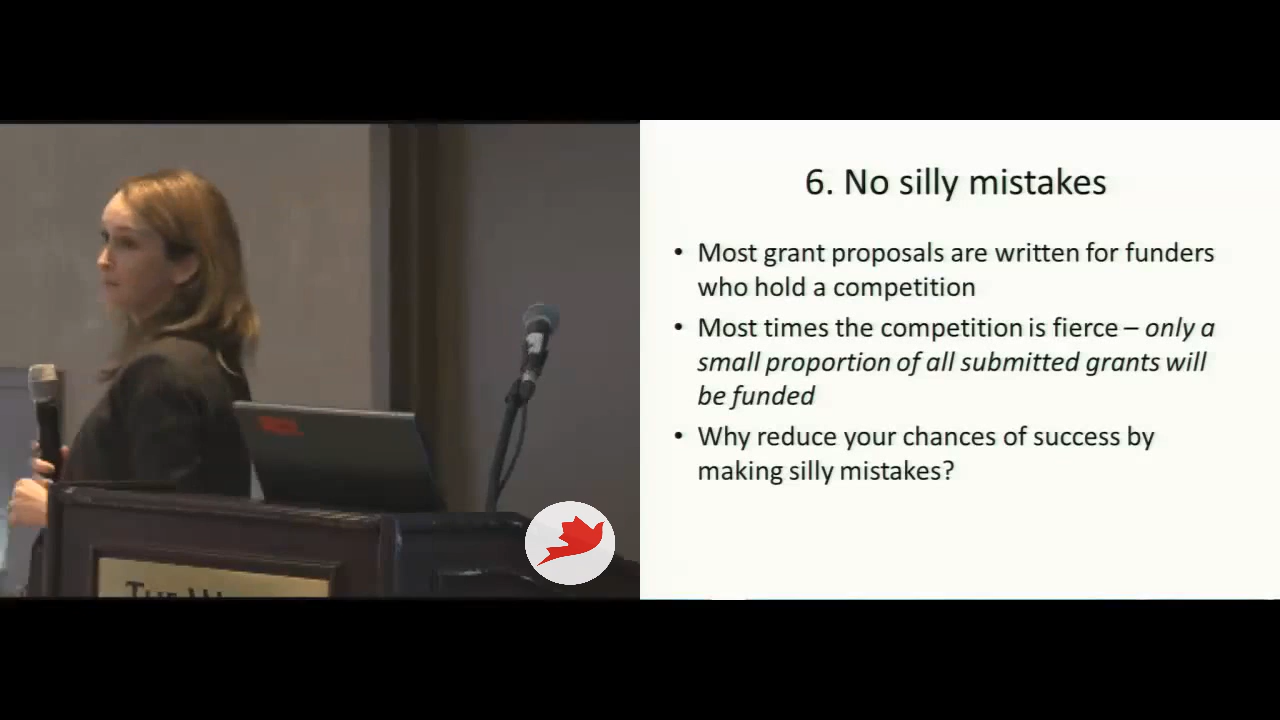 6. No silly mistakes
• Most grant proposals are written for funders
who hold a competition
• Most times the competition is fierce – only a
small proportion of all submitted grants will
be funded
• Why reduce your chances of success by
making silly mistakes?
THE